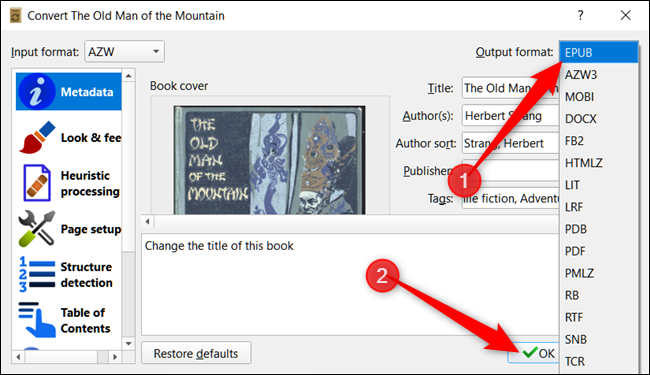 Convert The Old Man of the Mountain
Input format: AZW
Output format: EPUB
Metadata
Look & fee
Heuristic
processing
Page setup
Structure
detection
Table of
Contents
Book cover
THE
OLD
MAN
OF THE
MOUNTAIN
Title: The Old Man
Author(s): Herbert Strang
Author sort: Strang, Herbert
Publisher:
Tags: ile fiction, Adventu
1
AZW3
MOBI
DOCX
FB2
HTMLZ
LIT
LRF
PDB
PDF
PMLZ
RB
RTF
SNB
TCR
Change the title of this book
2
Restore defaults
OK